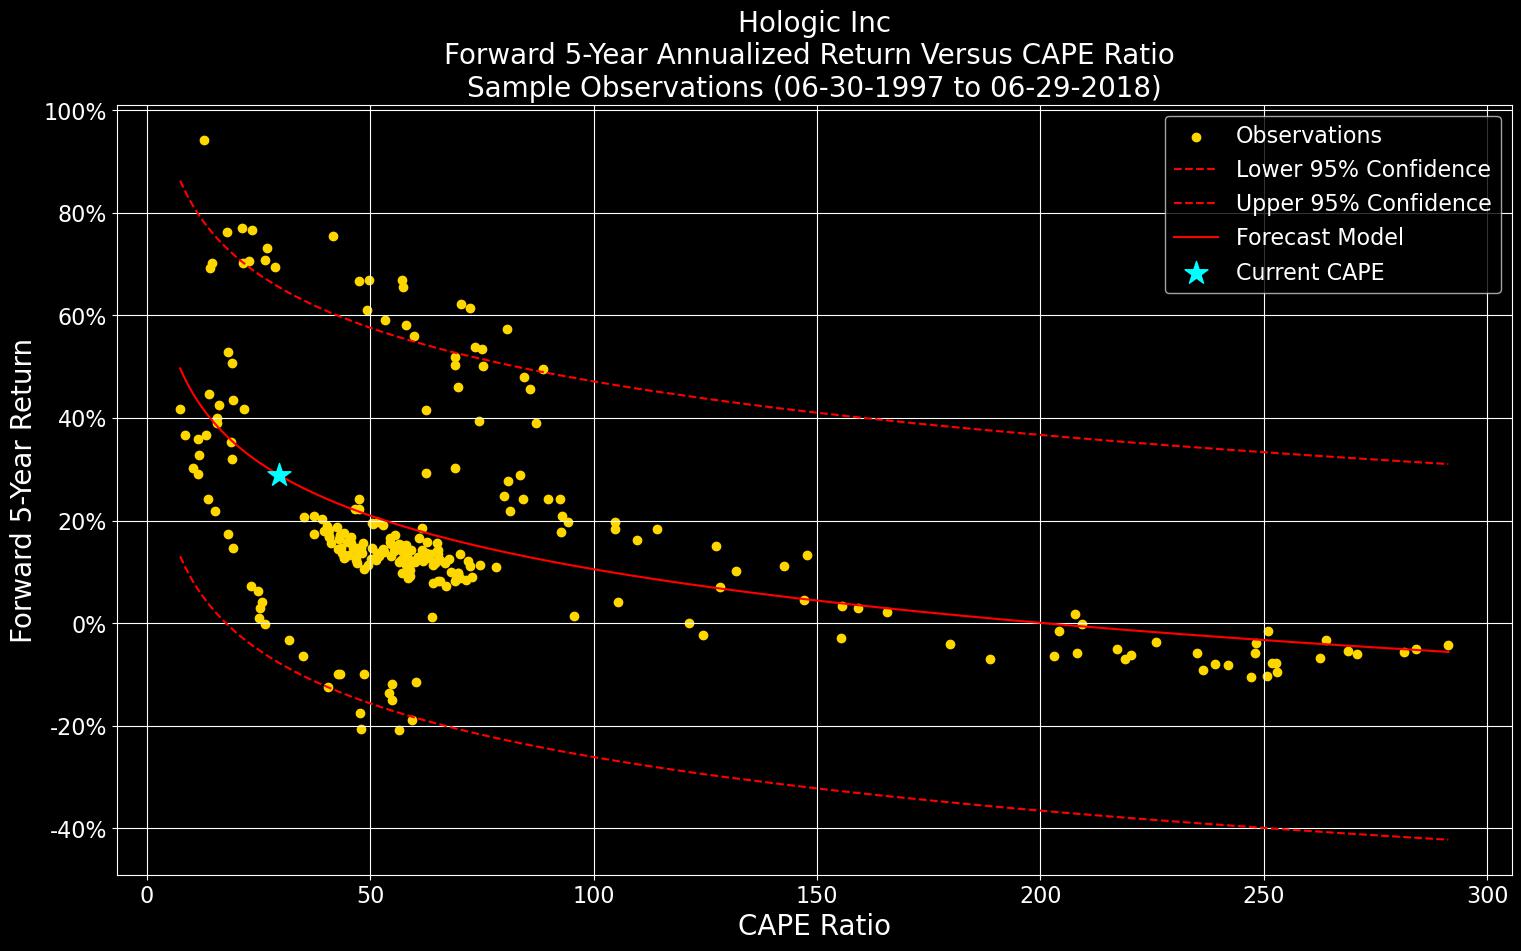 Hologic Inc
Forward 5-Year Annualized Return Versus CAPE Ratio
Sample Observations (06-30-1997 to 06-29-2018)
Forward 5-Year Return
100%
80%
60%
40%
20%
0%
-20%
-40%
Observations
Lower 95% Confidence
Upper 95% Confidence
Forecast Model
Current CAPE
0
50
100
150
200
250
300
CAPE Ratio